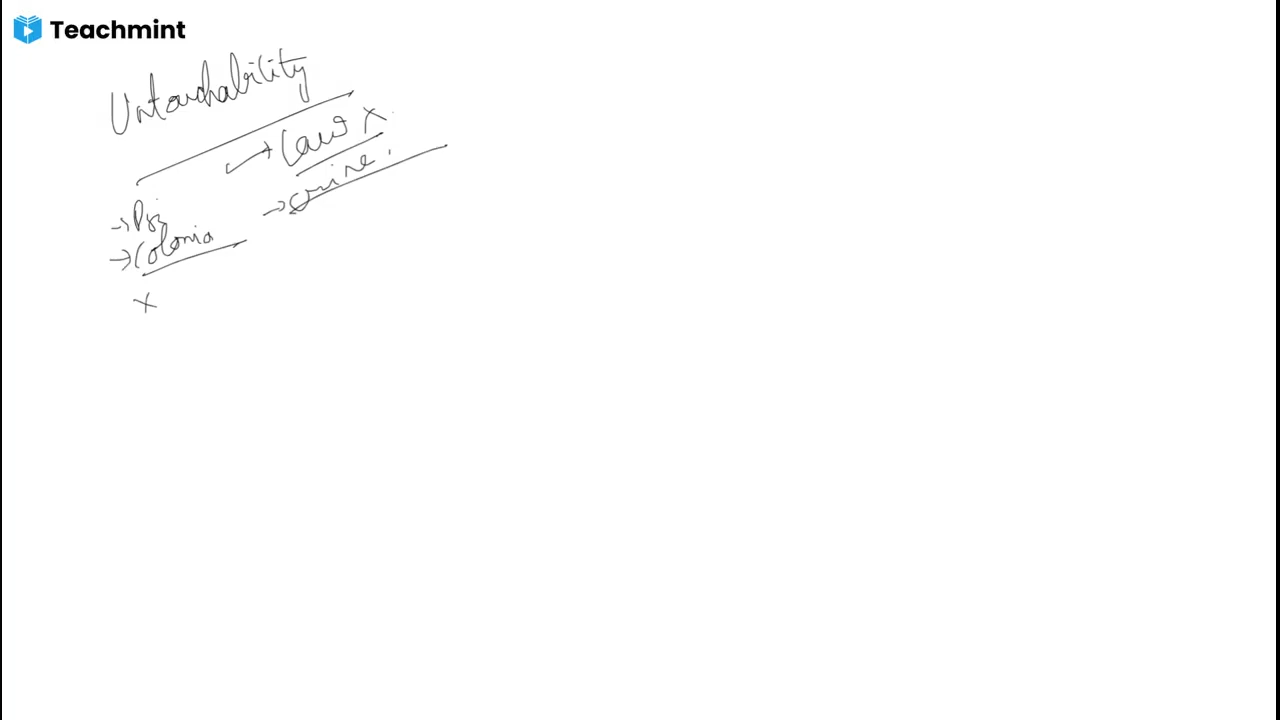 Teachmint
Untouchability
→ Law X
→ Crime.
→
→ Colonia
X